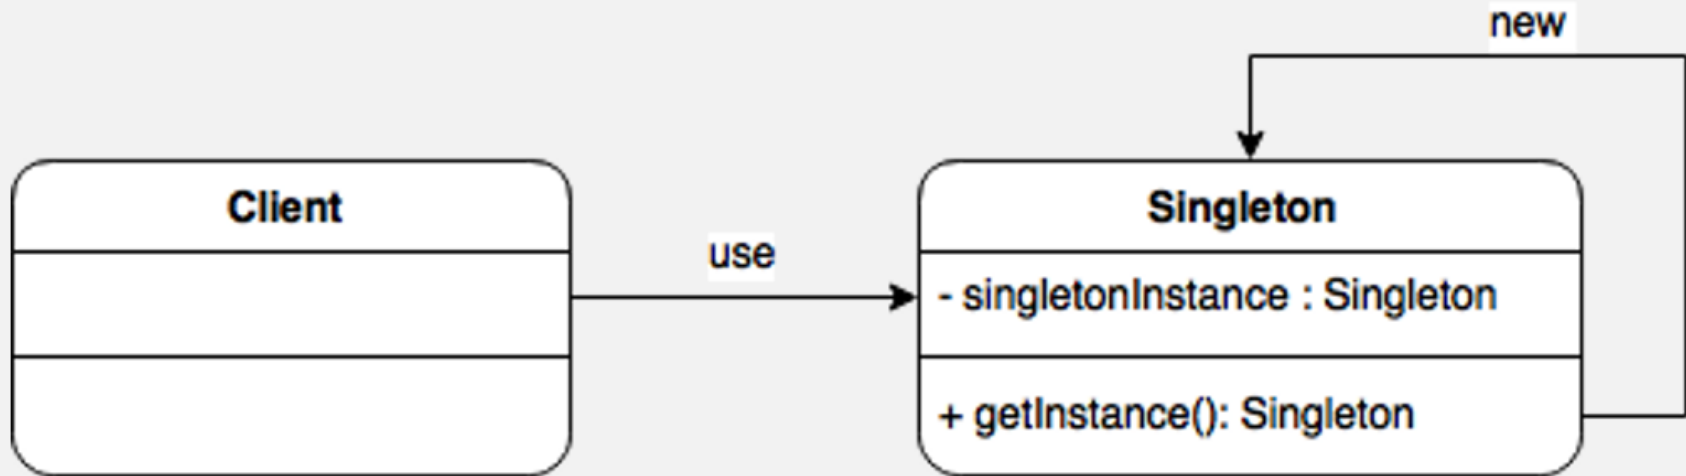 new
Client
Singleton
use
- singletonInstance : Singleton
+ getInstance(): Singleton